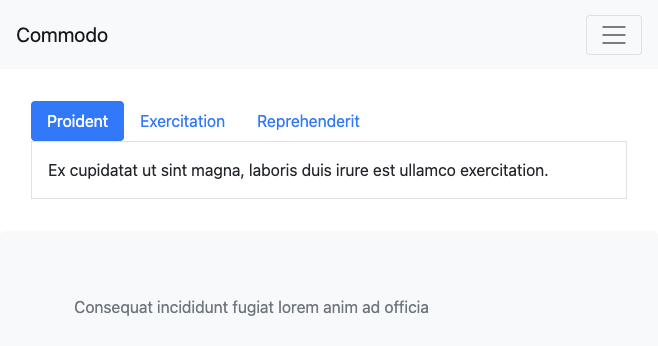 Commodo
Proident Exercitation Reprehenderit
Ex cupidatat ut sint magna, laboris duis irure est ullamco exercitation.
Consequat incididunt fugiat lorem anim ad officia